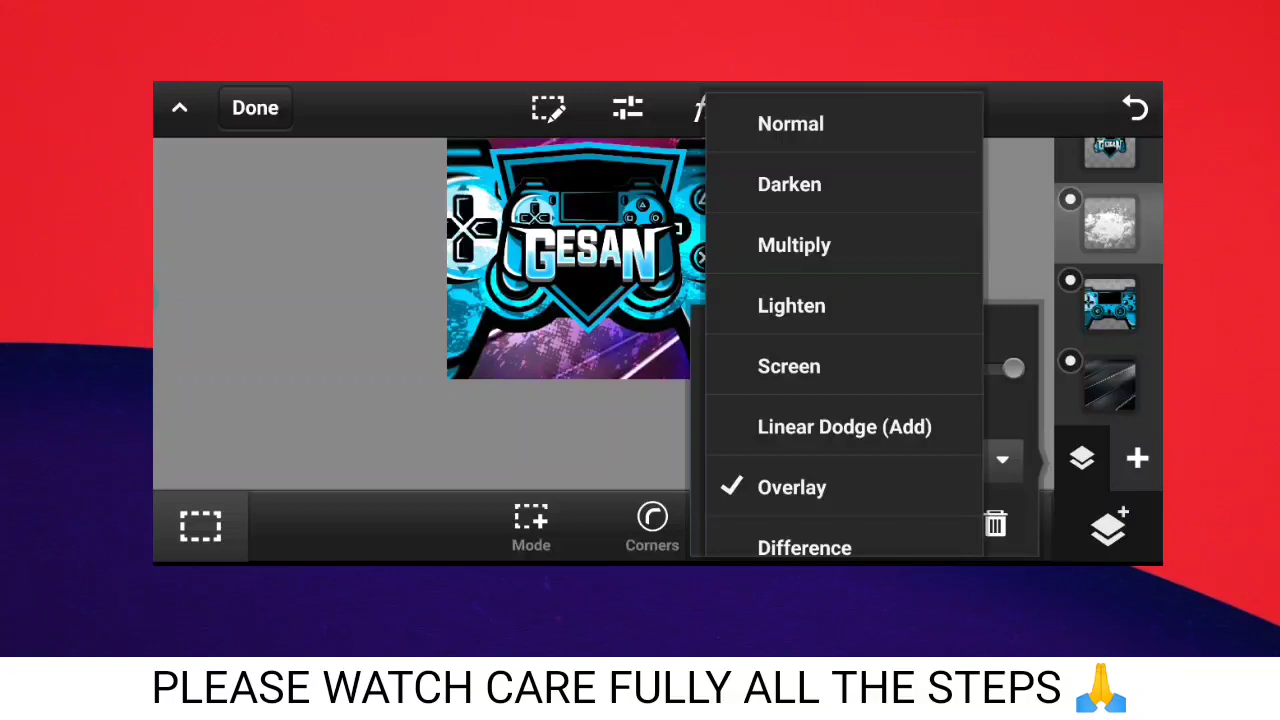 Done
Normal
Darken
Multiply
Lighten
Screen
Linear Dodge (Add)
Overlay
Difference
GESAN
GESAN
Mode
Corners
PLEASE WATCH CARE FULLY ALL THE STEPS 🙏